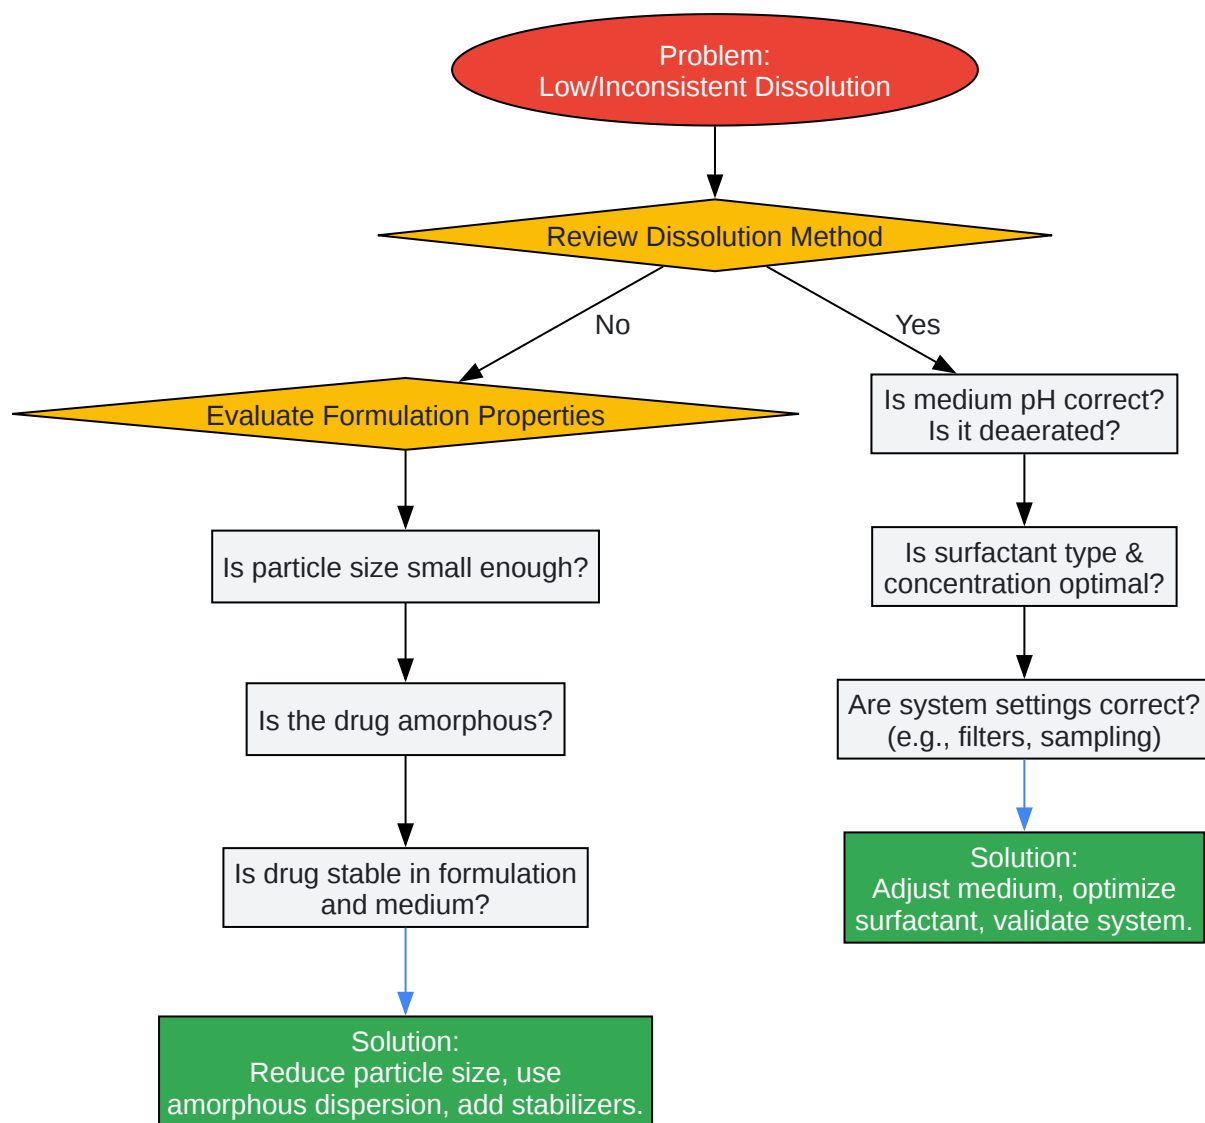 Problem:
Low/Inconsistent Dissolution
Review Dissolution Method
No
Yes
Evaluate Formulation Properties
Is medium pH correct?
Is it deaerated?
Is particle size small enough?
Is surfactant type &
concentration optimal?
Is the drug amorphous?
Are system settings correct?
(e.g., filters, sampling)
Is drug stable in formulation
and medium?
Solution:
Adjust medium, optimize
surfactant, validate system.
Solution:
Reduce particle size, use
amorphous dispersion, add stabilizers.